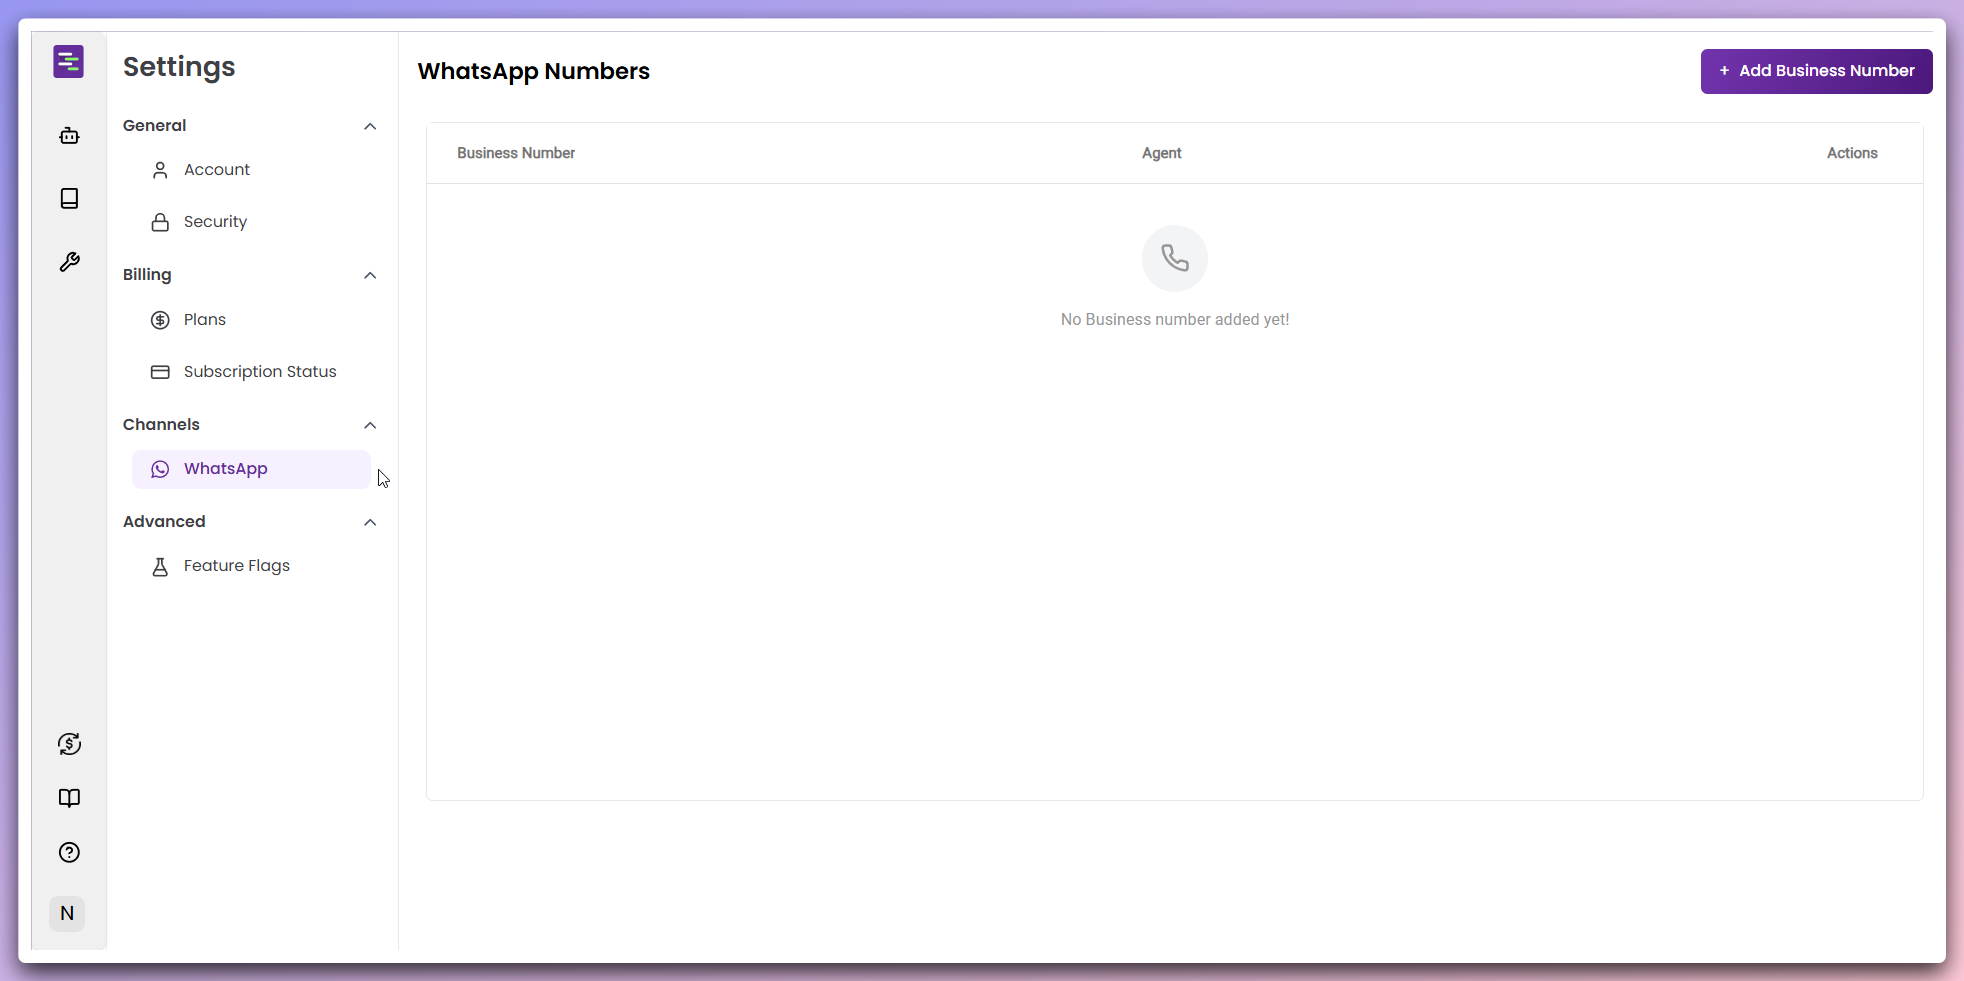 Settings
General
Account
Security
Billing
Plans
Subscription Status
Channels
WhatsApp
Advanced
Feature Flags
N
WhatsApp Numbers
+ Add Business Number
Business Number Agent Actions
No Business number added yet!